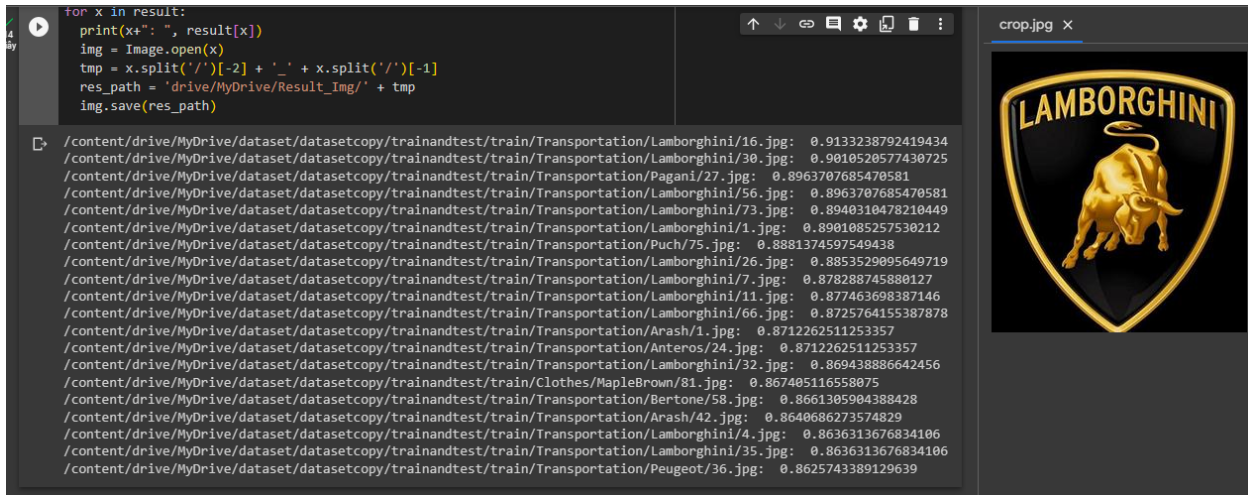 for x in result:
print(x+": ", result[x])
img = Image.open(x)
tmp = x.split('/')[-2] + '_' + x.split('/')[-1]
res_path = 'drive/MyDrive/Result_Img/' + tmp
img.save(res_path)
/content/drive/MyDrive/dataset/datasetcopy/trainandtest/train/Transportation/Lamborghini/16.jpg:  0.9133238792419434
/content/drive/MyDrive/dataset/datasetcopy/trainandtest/train/Transportation/Lamborghini/30.jpg:  0.9010520577430725
/content/drive/MyDrive/dataset/datasetcopy/trainandtest/train/Transportation/Pagani/27.jpg:  0.8963707685470581
/content/drive/MyDrive/dataset/datasetcopy/trainandtest/train/Transportation/Lamborghini/56.jpg:  0.8963707685470581
/content/drive/MyDrive/dataset/datasetcopy/trainandtest/train/Transportation/Lamborghini/73.jpg:  0.8940310478210449
/content/drive/MyDrive/dataset/datasetcopy/trainandtest/train/Transportation/Lamborghini/1.jpg:  0.8901085257530212
/content/drive/MyDrive/dataset/datasetcopy/trainandtest/train/Transportation/Puch/75.jpg:  0.8881374597549438
/content/drive/MyDrive/dataset/datasetcopy/trainandtest/train/Transportation/Lamborghini/26.jpg:  0.8853529095649719
/content/drive/MyDrive/dataset/datasetcopy/trainandtest/train/Transportation/Lamborghini/7.jpg:  0.878288745880127
/content/drive/MyDrive/dataset/datasetcopy/trainandtest/train/Transportation/Lamborghini/11.jpg:  0.877463698387146
/content/drive/MyDrive/dataset/datasetcopy/trainandtest/train/Transportation/Lamborghini/66.jpg:  0.8725764155387878
/content/drive/MyDrive/dataset/datasetcopy/trainandtest/train/Transportation/Arash/1.jpg:  0.8712262511253357
/content/drive/MyDrive/dataset/datasetcopy/trainandtest/train/Transportation/Anteros/24.jpg:  0.8712262511253357
/content/drive/MyDrive/dataset/datasetcopy/trainandtest/train/Transportation/Lamborghini/32.jpg:  0.869438886642456
/content/drive/MyDrive/dataset/datasetcopy/trainandtest/train/Clothes/MapleBrown/81.jpg:  0.867405116558075
/content/drive/MyDrive/dataset/datasetcopy/trainandtest/train/Transportation/Bertone/58.jpg:  0.8661305904388428
/content/drive/MyDrive/dataset/datasetcopy/trainandtest/train/Transportation/Arash/42.jpg:  0.8640686273574829
/content/drive/MyDrive/dataset/datasetcopy/trainandtest/train/Transportation/Lamborghini/4.jpg:  0.8636313676834106
/content/drive/MyDrive/dataset/datasetcopy/trainandtest/train/Transportation/Lamborghini/35.jpg:  0.8636313676834106
/content/drive/MyDrive/dataset/datasetcopy/trainandtest/train/Transportation/Peugeot/36.jpg:  0.8625743389129639
crop.jpg
LAMBORGHINI